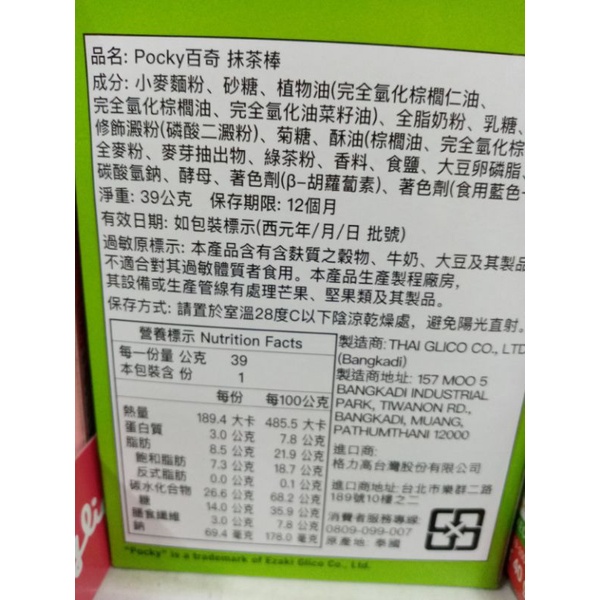 品名: Pocky百奇 抹茶棒
成分: 小麥麵粉、砂糖、植物油(完全氫化棕櫚仁油、
完全氫化棕櫚油、完全氫化油菜籽油)、全脂奶粉、乳糖、
修飾澱粉(磷酸二澱粉)、菊糖、酥油(棕櫚油、完全氫化棕
全麥粉、麥芽抽出物、綠茶粉、香料、食鹽、大豆卵磷脂、
碳酸氫鈉、酵母、著色劑(β-胡蘿蔔素)、著色劑(食用藍色
淨重: 39公克 保存期限: 12個月
有效日期: 如包裝標示(西元年/月/日 批號)
過敏原標示: 本產品含有含麩質之穀物、牛奶、大豆及其製品
不適合對其過敏體質者食用。本產品生產製程廠房,
其設備或生產管線有處理芒果、堅果類及其製品。
保存方式: 請置於室溫28度C以下陰涼乾燥處, 避免陽光直射.
營養標示 Nutrition Facts
每一份量 公克 39
本包裝含 份 1
每份 每100公克
熱量 189.4 大卡 485.5 大卡
蛋白質 3.0 公克 7.8 公克
脂肪 8.5 公克 21.9 公克
飽和脂肪 7.3 公克 18.7 公克
反式脂肪 0.0 公克 0.1 公克
碳水化合物 26.6 公克 68.2 公克
糖 14.0 公克 35.9 公克
膳食纖維 3.0 公克 7.8 公克
鈉 69.4 毫克 178.0 毫克
製造商: THAI GLICO CO., LTD
(Bangkadi)
製造商地址: 157 MOO 5
BANGKADI INDUSTRIAL
PARK, TIWANON RD.,
BANGKADI, MUANG,
PATHUMTHANI 12000
進口商:
格力高台灣股份有限公司
進口商地址: 台北市樂群二路
189號10樓之二
消費者服務專線:
0809-099-007
原產地: 泰國
"Pocky" is a trademark of Ezaki Glico Co., Ltd.